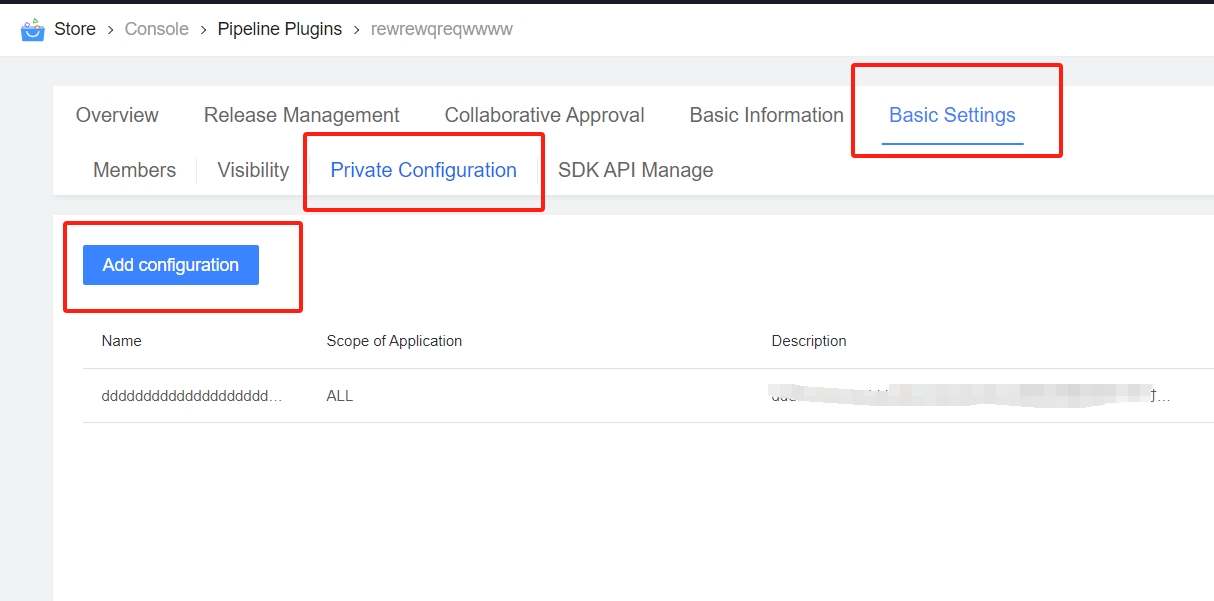 Store > Console > Pipeline Plugins > rewrewqreqwwww
Overview Release Management Collaborative Approval Basic Information Basic Settings
Members Visibility Private Configuration SDK API Manage
Add configuration
Name Scope of Application Description
dddddddddddddddddddd... ALL